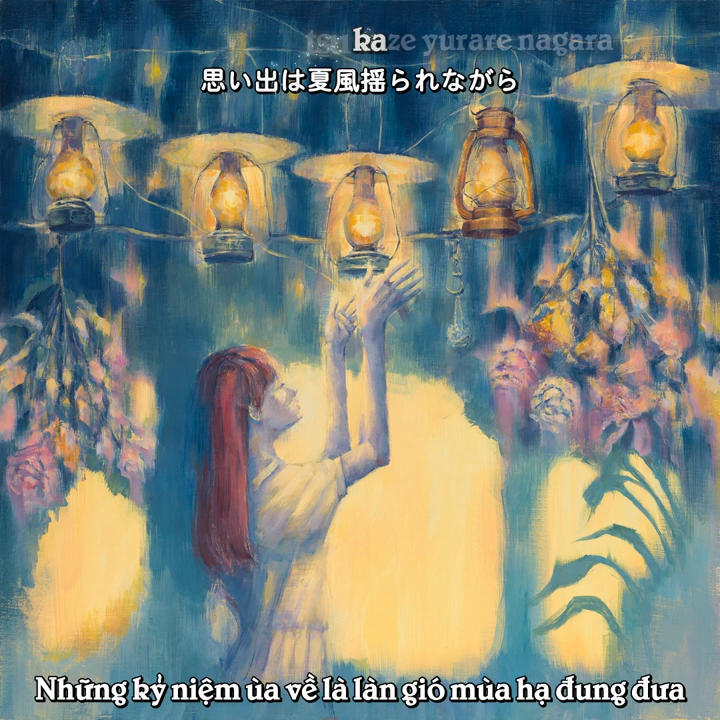 tsukaze yurare nagara
思い出は夏風揺られながら
Những kỷ niệm ùa về là làn gió mùa hạ đung đưa